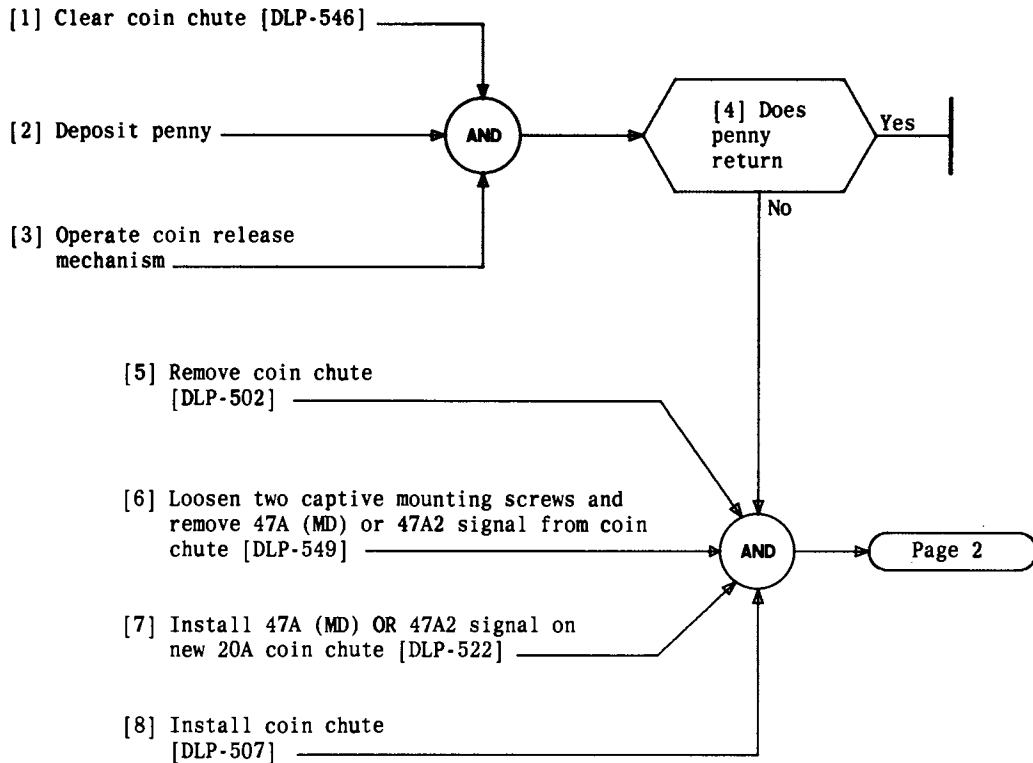 [1] Clear coin chute [DLP-546]
[2] Deposit penny
AND
[4] Does
penny
return
Yes
No
[3] Operate coin release
mechanism
[5] Remove coin chute
[DLP-502]
[6] Loosen two captive mounting screws and
remove 47A (MD) or 47A2 signal from coin
chute [DLP-549]
AND
Page 2
[7] Install 47A (MD) OR 47A2 signal on
new 20A coin chute [DLP-522]
[8] Install coin chute
[DLP-507]